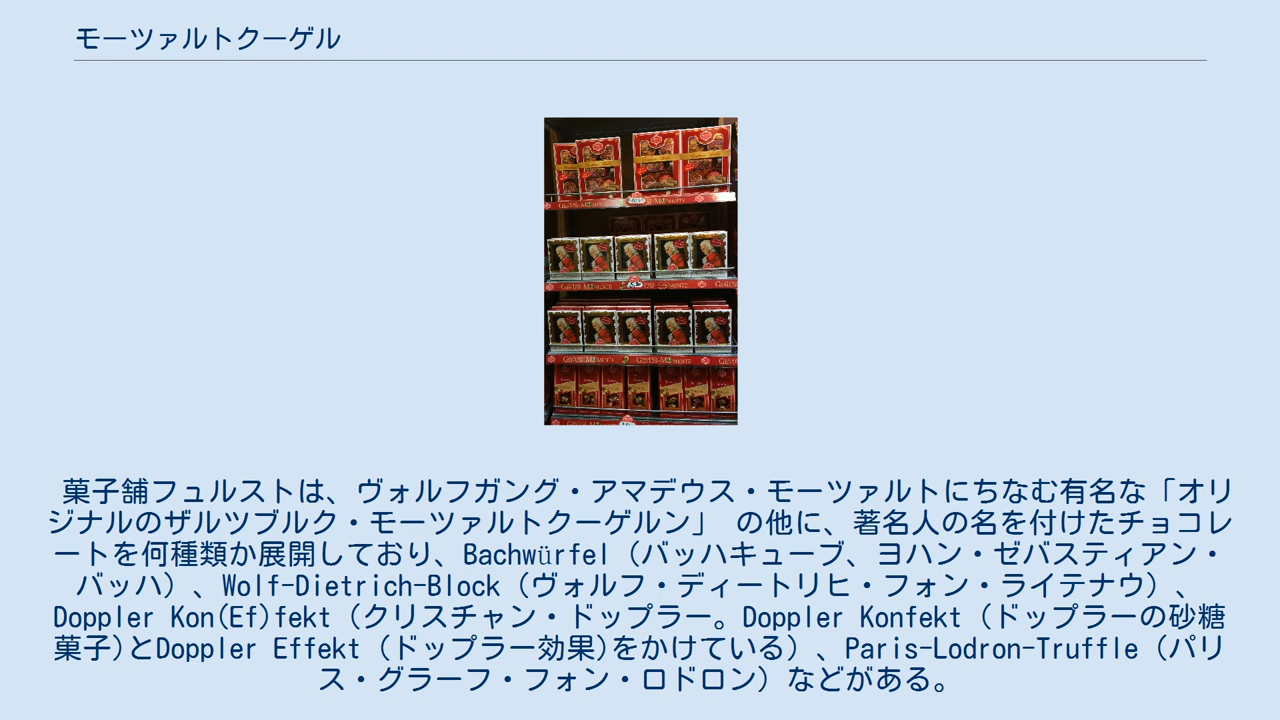 モーツァルトクーゲル
菓子舗フュルストは、ヴォルフガング・アマデウス・モーツァルトにちなむ有名な「オリ
ジナルのザルツブルク・モーツァルトクーゲルン」 の他に、著名人の名を付けたチョコレ
ートを何種類か展開しており、Bachwürfel（バッハキューブ、ヨハン・ゼバスティアン・
バッハ）、Wolf-Dietrich-Block（ヴォルフ・ディートリヒ・フォン・ライテナウ）、
Doppler Kon(Ef)fekt（クリスチャン・ドップラー。Doppler Konfekt（ドップラーの砂糖
菓子)とDoppler Effekt（ドップラー効果)をかけている）、Paris-Lodron-Truffle（パリ
ス・グラーフ・フォン・ロドロン）などがある。